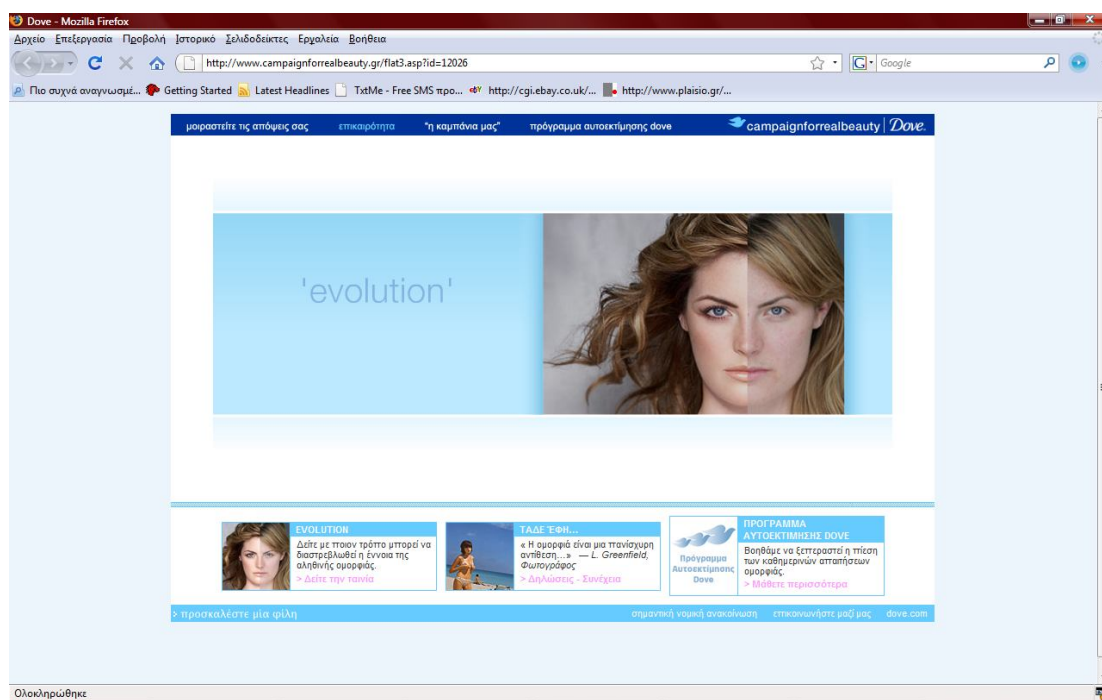 Dove - Mozilla Firefox
Αρχείο Επεξεργασία Προβολή Ιστορικό Σελιδοδείκτες Εργαλεία Βοήθεια
http://www.campaignforrealbeauty.gr/flat3.asp?id=12026
G Google
Πιο συχνά αναγνωσμέ... Getting Started Latest Headlines TxtMe - Free SMS προ... http://cgi.ebay.co.uk/... http://www.plaisio.gr/...
μοιραστείτε τις απόψεις σας επικαιρότητα "η καμπάνια μας" πρόγραμμα αυτοεκτίμησης dove campaignforrealbeauty | Dove.
'evolution'
EVOLUTION
Δείτε με ποιον τρόπο μπορεί να
διαστρεβλωθεί η έννοια της
αληθινής ομορφιάς.
> Δείτε την ταινία
ΤΑΔΕ ΈΦΗ...
« Η ομορφιά είναι μια πανίσχυρη
αντίθεση...» — L. Greenfield,
Φωτογράφος
> Δηλώσεις - Συνέχεια
Πρόγραμμα
Αυτοεκτίμησης
Dove
ΠΡΟΓΡΑΜΜΑ
ΑΥΤΟΕΚΤΙΜΗΣΗΣ DOVE
Βοηθάμε να ξεπεραστεί η πίεση
των καθημερινών απαιτήσεων
ομορφιάς.
> Μάθετε περισσότερα
> προσκαλέστε μία φίλη
σημαντική νομική ανακοίνωση επικοινωνήστε μαζί μας dove.com
Ολοκληρώθηκε